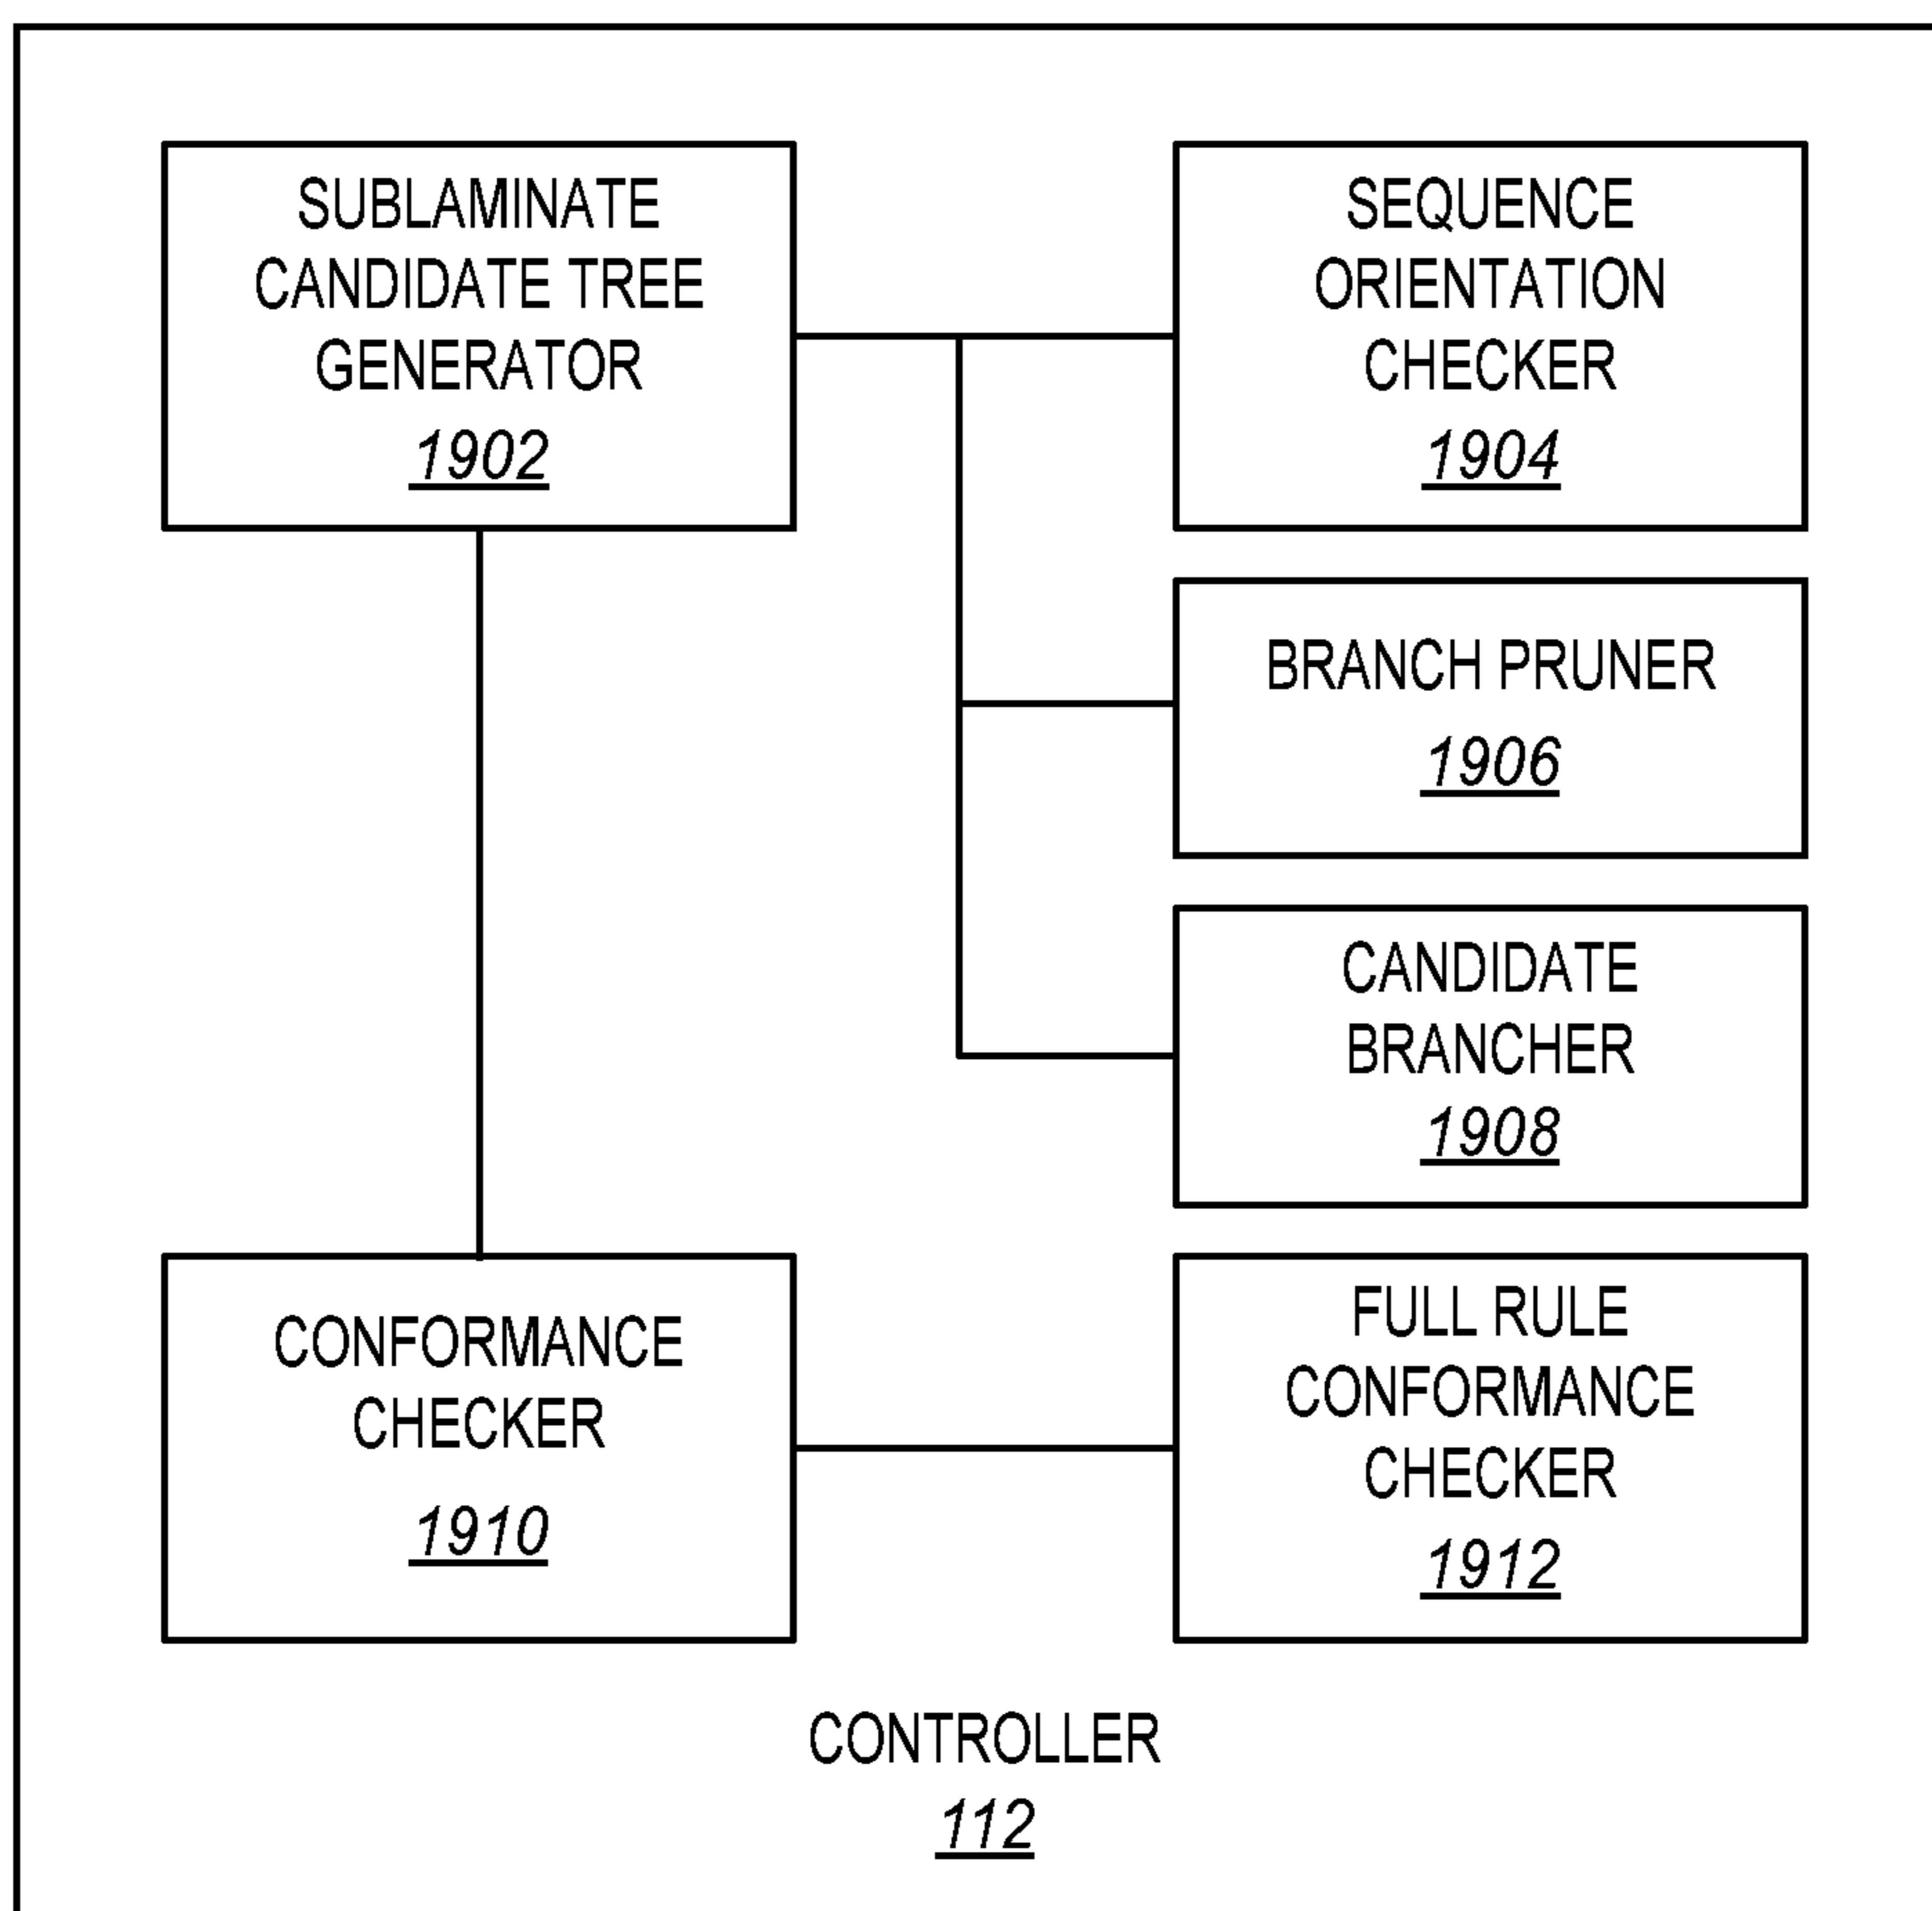 SUBLAMINATE
CANDIDATE TREE
GENERATOR
1902
SEQUENCE
ORIENTATION
CHECKER
1904
BRANCH PRUNER
1906
CANDIDATE
BRANCHER
1908
CONFORMANCE
CHECKER
1910
FULL RULE
CONFORMANCE
CHECKER
1912
CONTROLLER
112